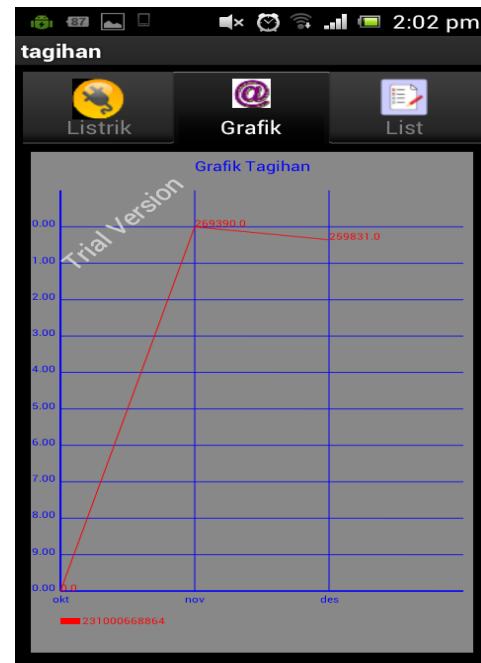 87 2:02 pm
tagihan
Listrik Grafik List
Grafik Tagihan
Trial Version
0.00
269390.0
259831.0
1.00
2.00
3.00
4.00
5.00
6.00
7.00
8.00
9.00
0.00 0.0
okt nov des
231000668864